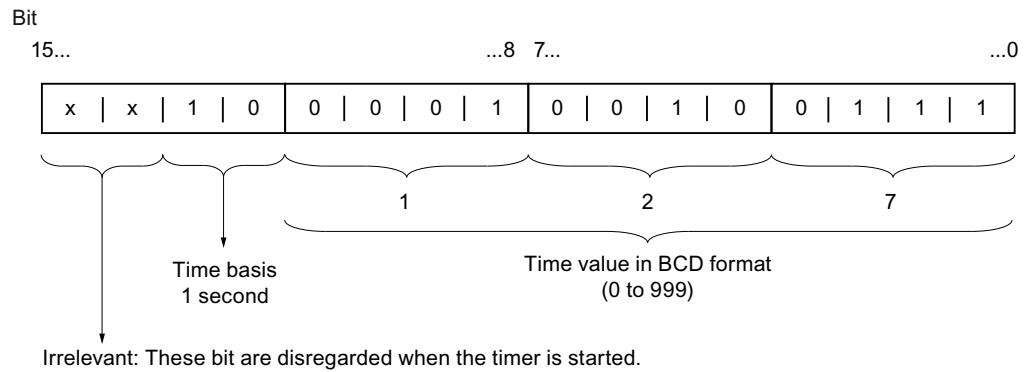 Bit
15... ...8 7... ...0
x | x | 1 | 0 0 | 0 | 0 | 1 0 | 0 | 1 | 0 0 | 1 | 1 | 1
1 2 7
Time basis
1 second
Time value in BCD format
(0 to 999)
Irrelevant: These bit are disregarded when the timer is started.